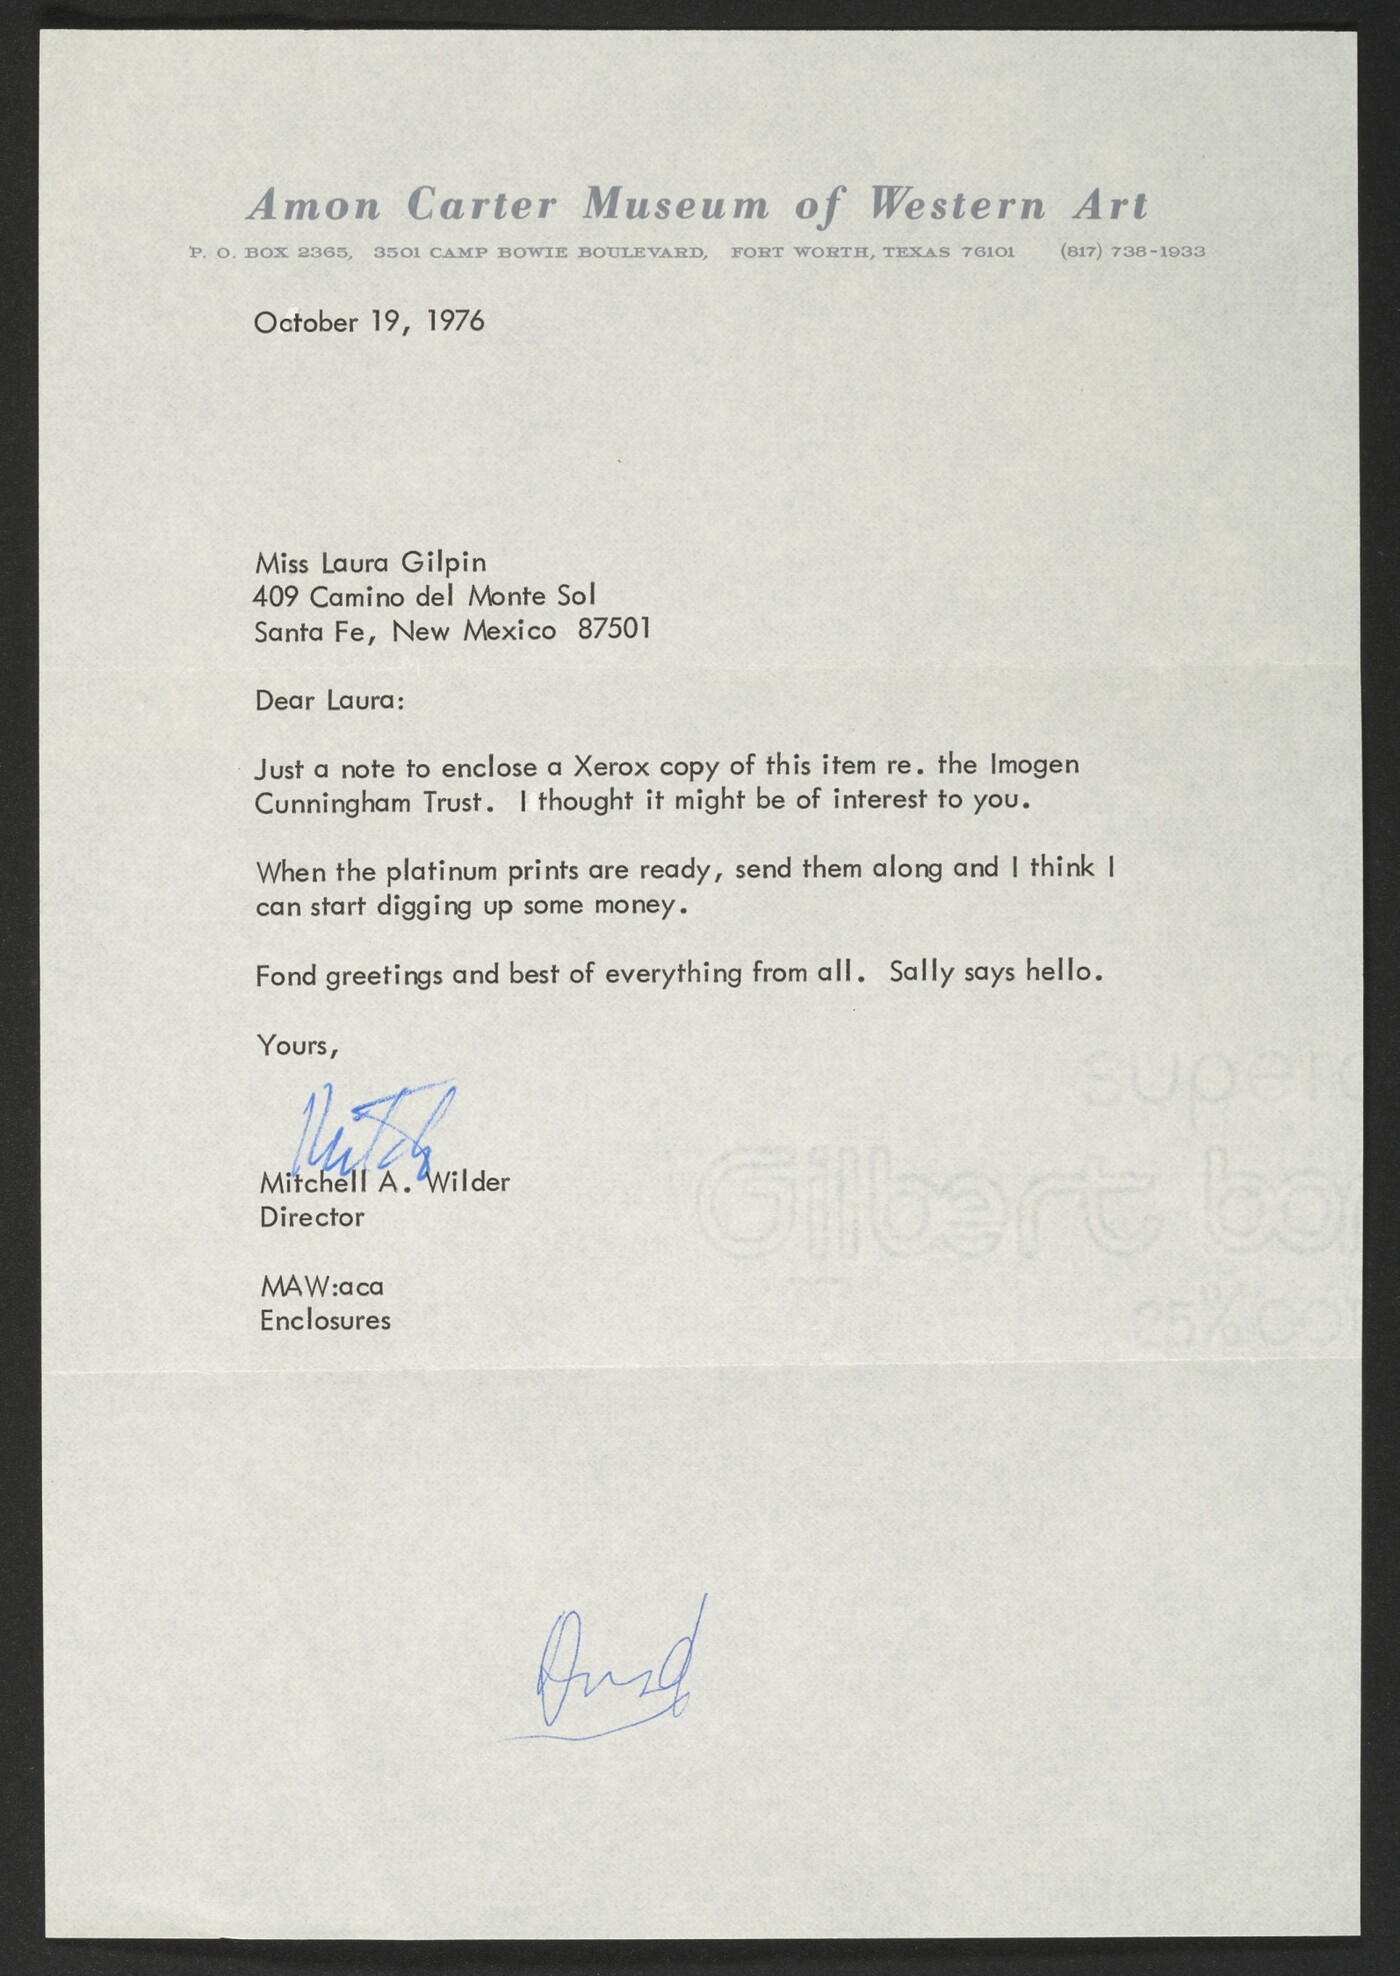 Amon Carter Museum of Western Art
P. O. BOX 2365, 3501 CAMP BOWIE BOULEVARD, FORT WORTH, TEXAS 76101 (817) 738-1933
October 19, 1976
Miss Laura Gilpin
409 Camino del Monte Sol
Santa Fe, New Mexico 87501
Dear Laura:
Just a note to enclose a Xerox copy of this item re. the Imogen
Cunningham Trust. I thought it might be of interest to you.
When the platinum prints are ready, send them along and I think I
can start digging up some money.
Fond greetings and best of everything from all. Sally says hello.
Yours,
Mitch
Mitchell A. Wilder
Director
MAW:aca
Enclosures
Gilbert
25%